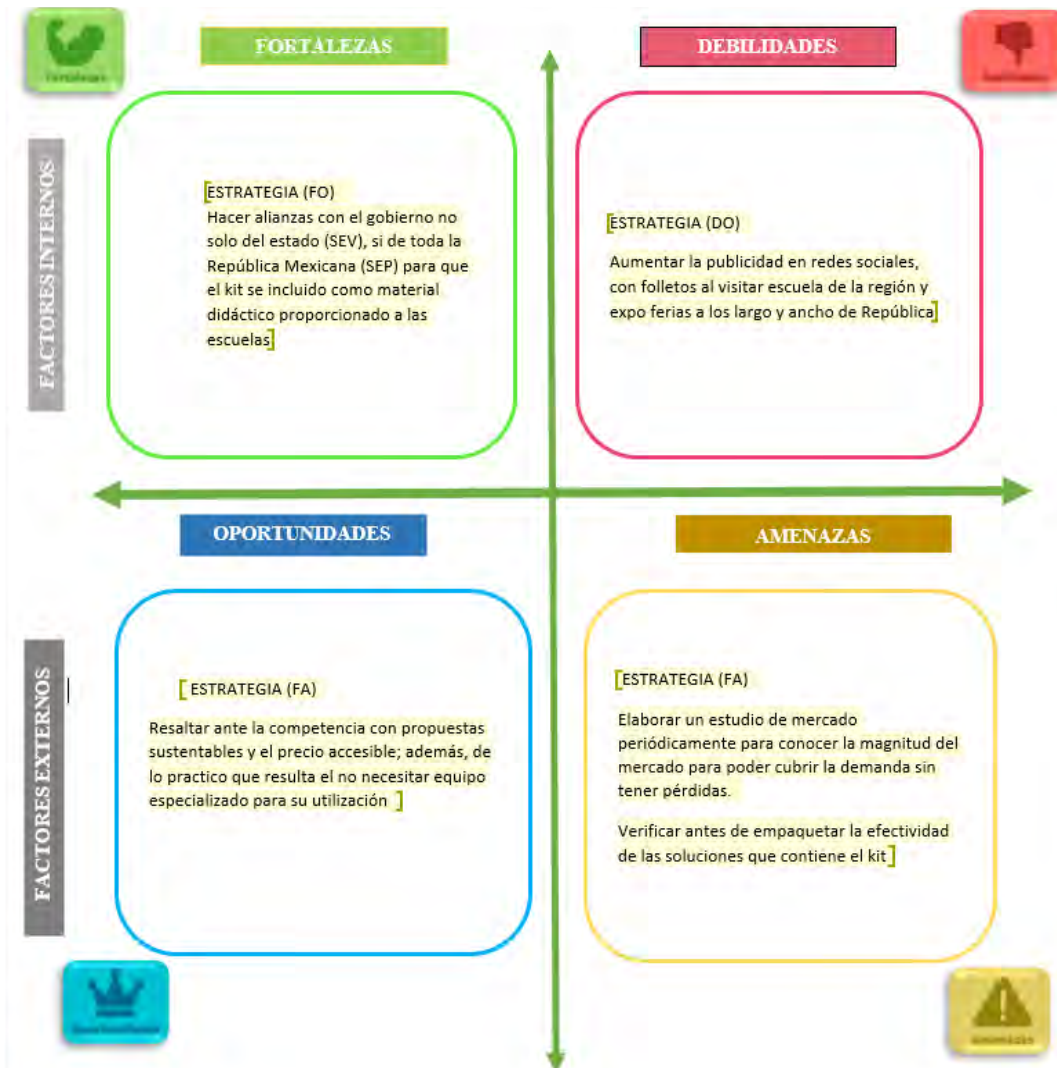 FORTALEZAS
DEBILIDADES
FACTORES INTERNOS
[ESTRATEGIA (FO)
Hacer alianzas con el gobierno no
solo del estado (SEV), si de toda la
República Mexicana (SEP) para que
el kit se incluido como material
didáctico proporcionado a las
escuelas]
[ESTRATEGIA (DO)
Aumentar la publicidad en redes sociales,
con folletos al visitar escuela de la región y
expo ferias a los largo y ancho de República]
OPORTUNIDADES
AMENAZAS
FACTORES EXTERNOS
[ ESTRATEGIA (FA)
Resaltar ante la competencia con propuestas
sustentables y el precio accesible; además, de
lo practico que resulta el no necesitar equipo
especializado para su utilización ]
[ESTRATEGIA (FA)
Elaborar un estudio de mercado
periódicamente para conocer la magnitud del
mercado para poder cubrir la demanda sin
tener pérdidas.
Verificar antes de empaquetar la efectividad
de las soluciones que contiene el kit]